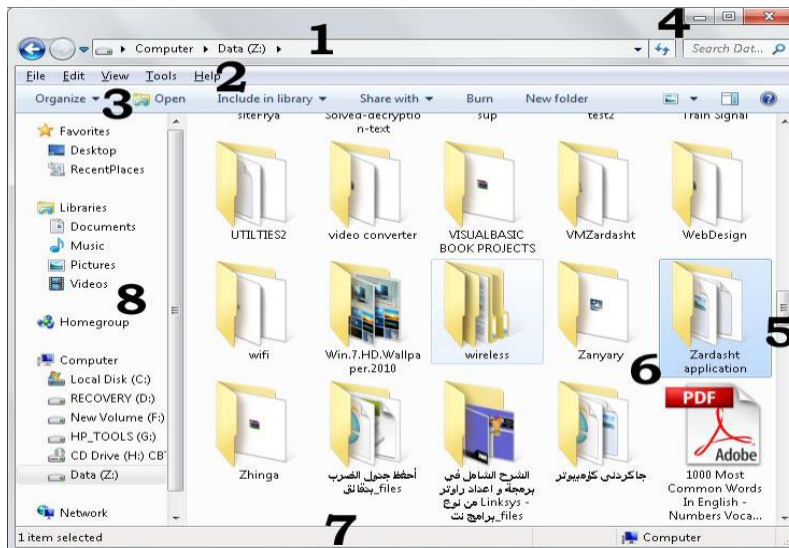 1
4
Computer
Data (Z:)
Search Dat...
File Edit View Tools Help
2
Organize
3
Open Include in library Share with Burn New folder
siteFrya
Solved-decryptio
n-text
sup
test2
Train Signal
Favorites
Desktop
RecentPlaces
Libraries
Documents
Music
Pictures
Videos
8
Homegroup
Computer
Local Disk (C:)
RECOVERY (D:)
New Volume (F:)
HP_TOOLS (G:)
CD Drive (H:) CB
Data (Z:)
Network
UTILTIES2
video converter
VISUALBASIC
BOOK PROJECTS
VMZardasht
WebDesign
wifi
Win.7.HD.Wallpa
per.2010
wireless
Zanyary
Zardasht
application
5
6
Zhinga
أحفظ جدول الضرب
بدقائق_files
الشرح الشامل في
برمجة و اعداد راوتر
Linksys -
من نوع
برامج نت_files
جاکردنی کۆمپیوتر
PDF
Adobe
1000 Most
Common Words
In English -
Numbers Voca...
7
1 item selected
Computer